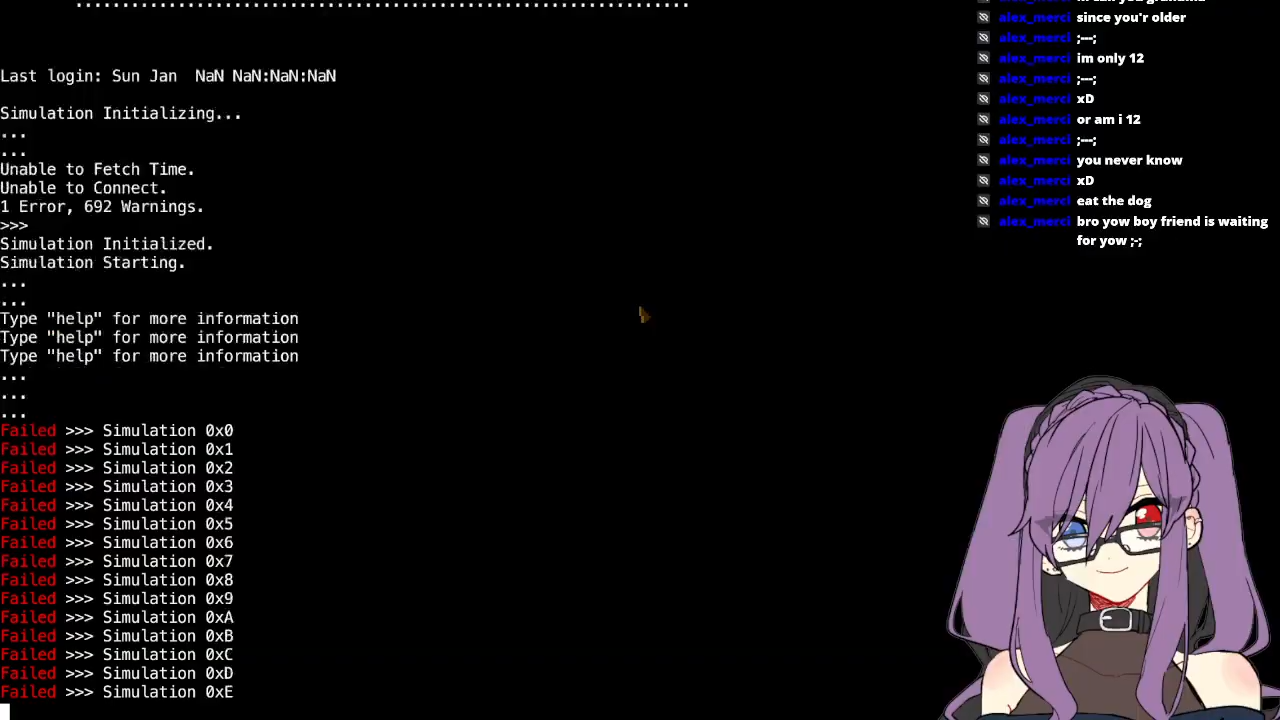 Last login: Sun Jan  NaN NaN:NaN:NaN
Simulation Initializing...
...
...
Unable to Fetch Time.
Unable to Connect.
1 Error, 692 Warnings.
>>>
Simulation Initialized.
Simulation Starting.
...
...
Type "help" for more information
Type "help" for more information
Type "help" for more information
...
...
...
Failed >>> Simulation 0x0
Failed >>> Simulation 0x1
Failed >>> Simulation 0x2
Failed >>> Simulation 0x3
Failed >>> Simulation 0x4
Failed >>> Simulation 0x5
Failed >>> Simulation 0x6
Failed >>> Simulation 0x7
Failed >>> Simulation 0x8
Failed >>> Simulation 0x9
Failed >>> Simulation 0xA
Failed >>> Simulation 0xB
Failed >>> Simulation 0xC
Failed >>> Simulation 0xD
Failed >>> Simulation 0xE
alex_merci since you'r older
alex_merci ;---;
alex_merci im only 12
alex_merci ;---;
alex_merci xD
alex_merci or am i 12
alex_merci ;---;
alex_merci you never know
alex_merci xD
alex_merci eat the dog
alex_merci bro yow boy friend is waiting
for yow ;-;